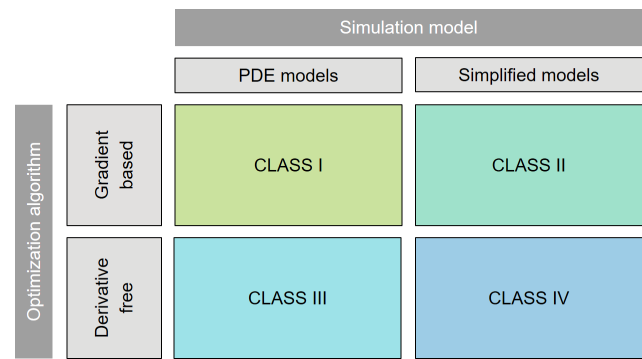 Simulation model
PDE models
Simplified models
Optimization algorithm
Gradient
based
CLASS I
CLASS II
Derivative
free
CLASS III
CLASS IV